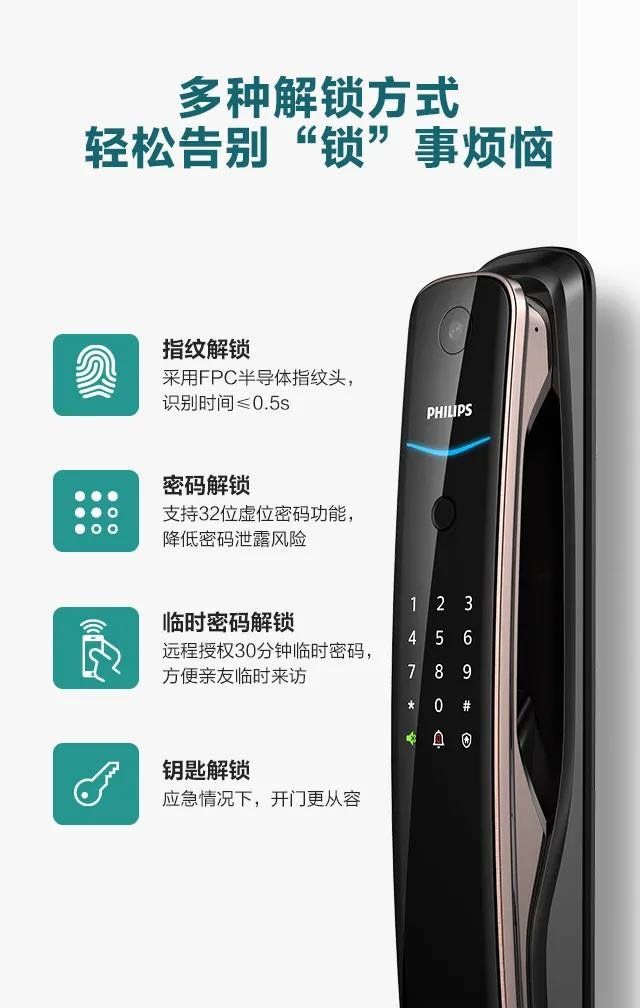 多种解锁方式
轻松告别“锁”事烦恼
指纹解锁
采用FPC半导体指纹头，
识别时间≤0.5s
密码解锁
支持32位虚位密码功能，
降低密码泄露风险
临时密码解锁
远程授权30分钟临时密码，
方便亲友临时来访
钥匙解锁
应急情况下，开门更从容
PHILIPS
1 2 3
4 5 6
7 8 9
* 0 #